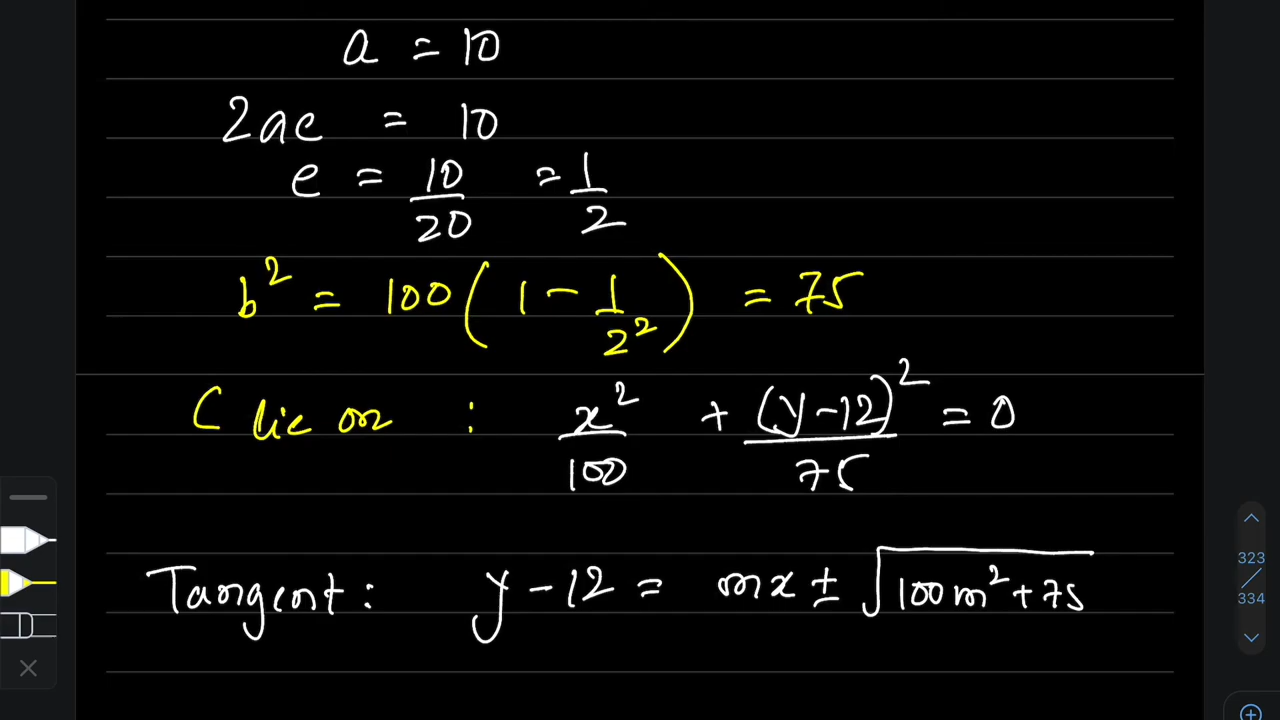 a = 10
2ae = 10
e = 10/20 = 1/2
b² = 100(1 - 1/2²) = 75
C lie on : x²/100 + (y-12)²/75 = 0
Tangent: y-12 = mx ± √(100m²+75)
323
/
334